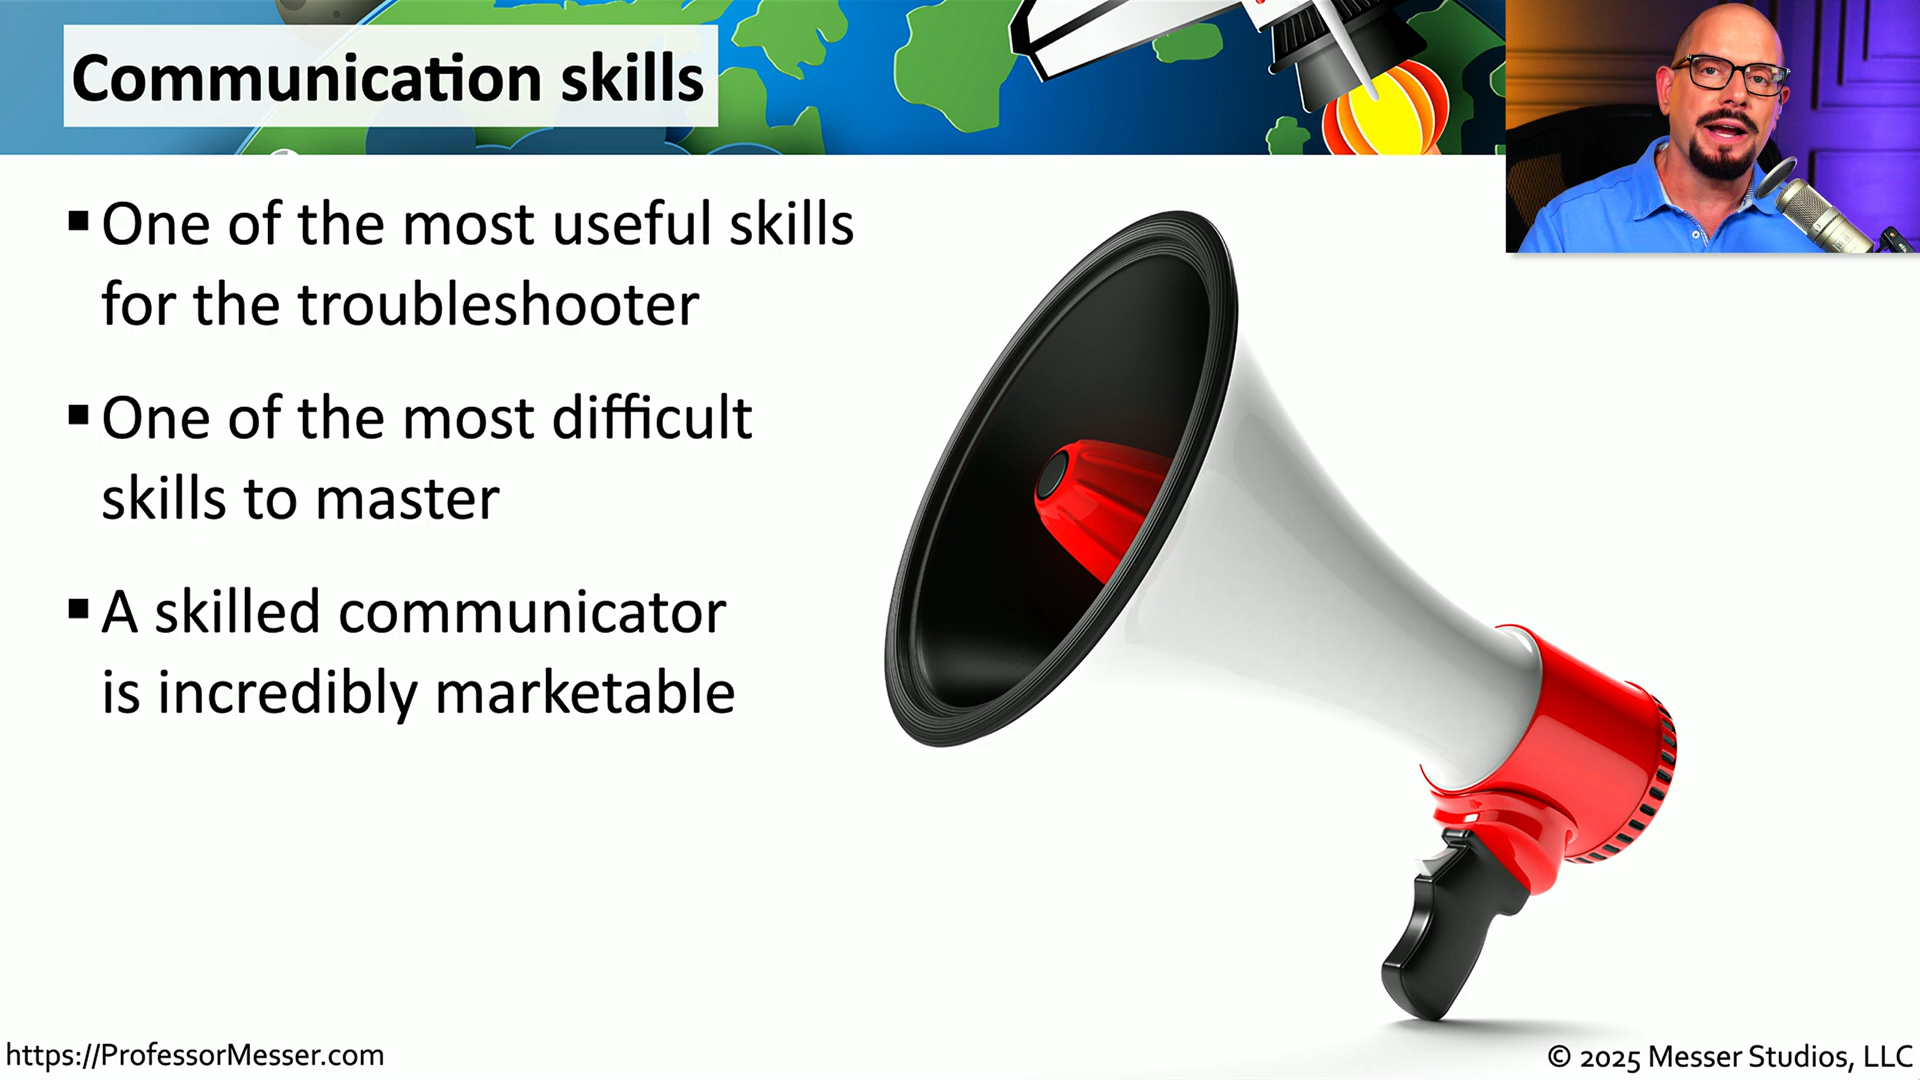 Communication skills
▪ One of the most useful skills
for the troubleshooter
▪ One of the most difficult
skills to master
▪ A skilled communicator
is incredibly marketable
https://ProfessorMesser.com
© 2025 Messer Studios, LLC